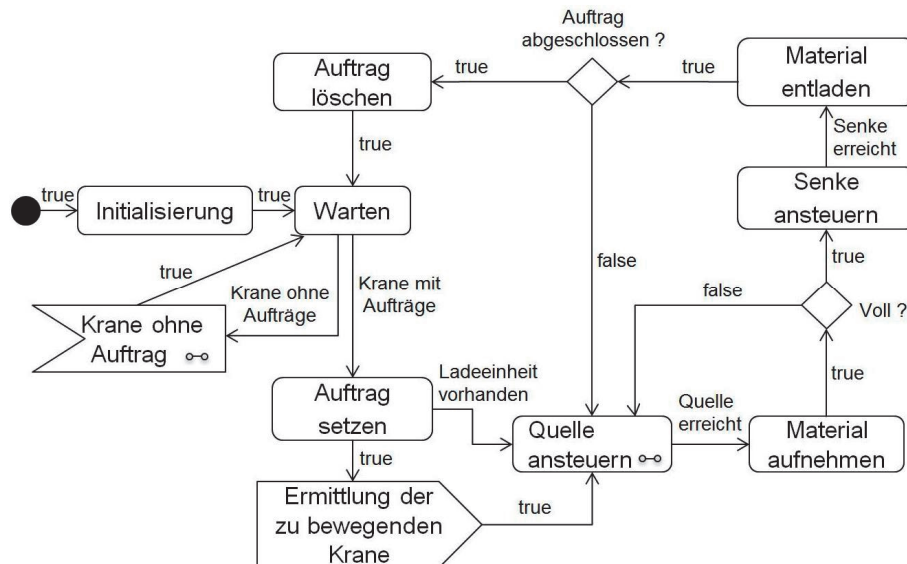 Auftrag
abgeschlossen ?
Auftrag
löschen
true
true
Material
entladen
Senke
erreicht
true
Senke
ansteuern
true
Initialisierung
true
Warten
true
false
true
Krane ohne
Aufträge
Krane mit
Aufträge
false
Voll ?
Krane ohne
Auftrag
true
Auftrag
setzen
Ladeeinheit
vorhanden
Quelle
ansteuern
Quelle
erreicht
Material
aufnehmen
true
Ermittlung der
zu bewegenden
Krane
true